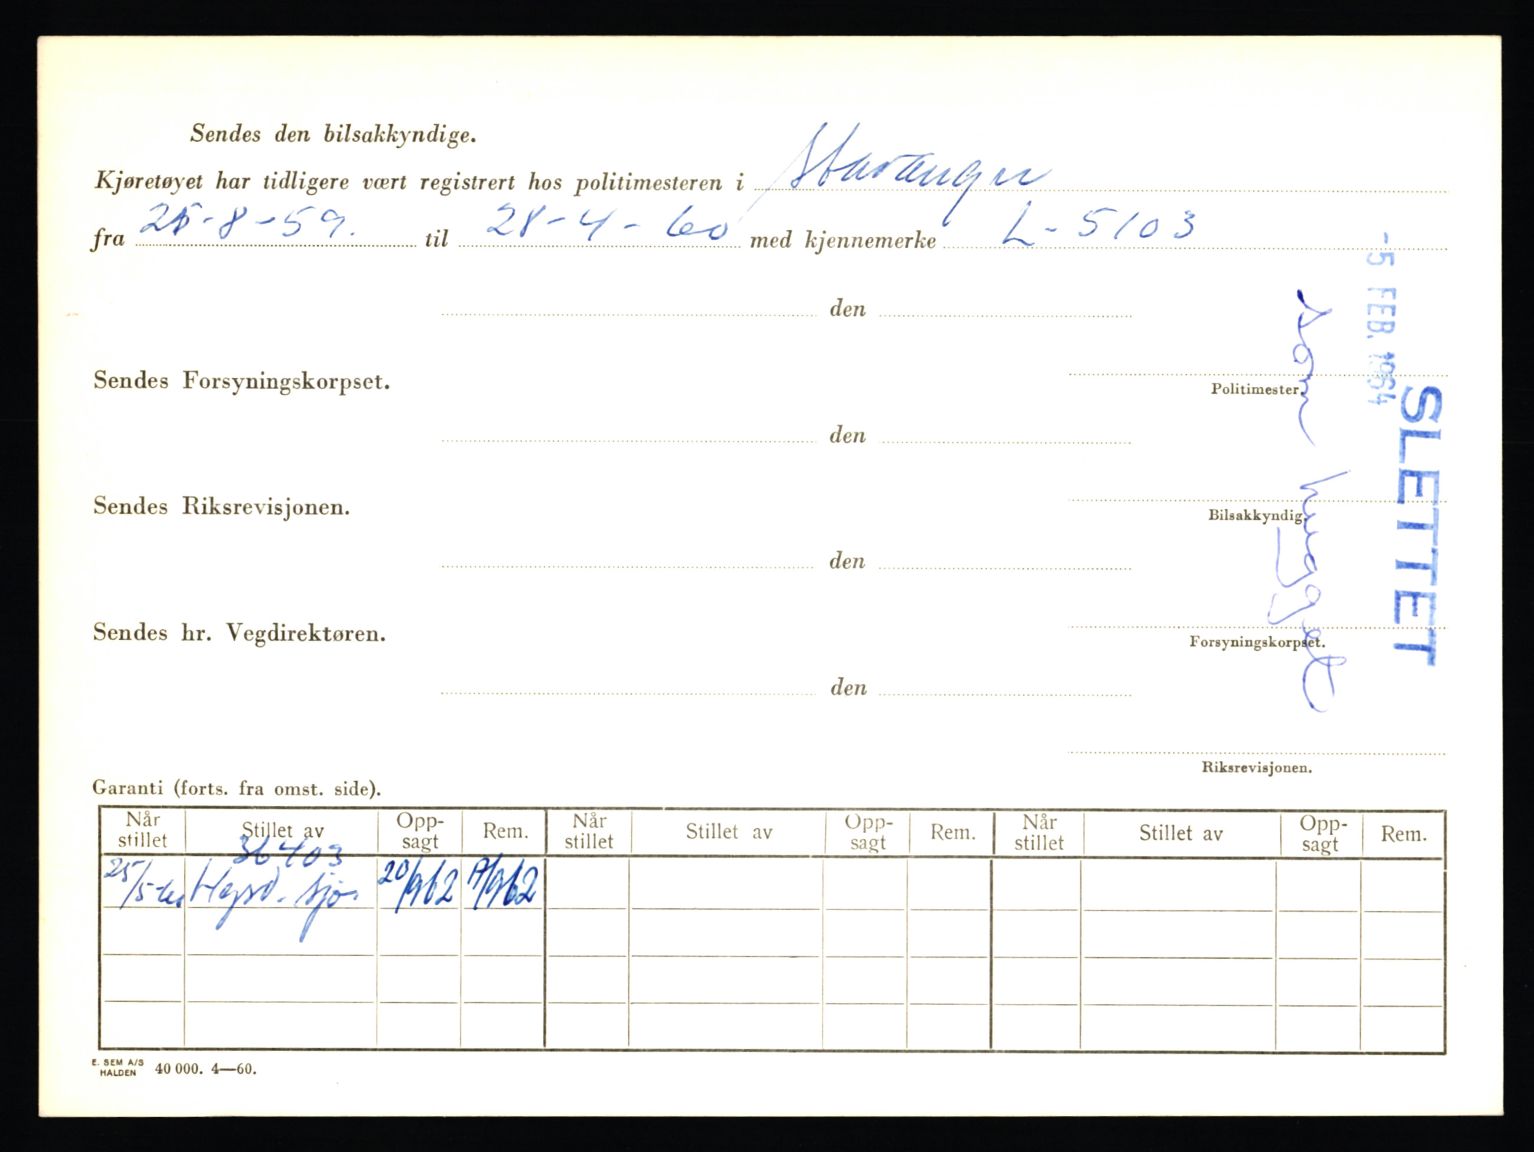 Sendes den bilsakkyndige.
Kjøretøyet har tidligere vært registrert hos politimesteren i Stavanger
fra 25-8-59. til 28-4-60 med kjennemerke L-5103
den
Sendes Forsyningskorpset.
Politimester.
den
Sendes Riksrevisjonen.
Bilsakkyndig.
den
Sendes hr. Vegdirektøren.
Forsyningskorpset.
den
Riksrevisjonen.
-5 FEB. 1964
SLETTET
som hugget
Garanti (forts. fra omst. side).
Når stillet Stillet av Opp-sagt Rem. Når stillet Stillet av Opp-sagt Rem. Når stillet Stillet av Opp-sagt Rem.
36403
25/5-60 sjø 20/9 62 /9 62
E. SEM A/S
HALDEN 40 000. 4—60.